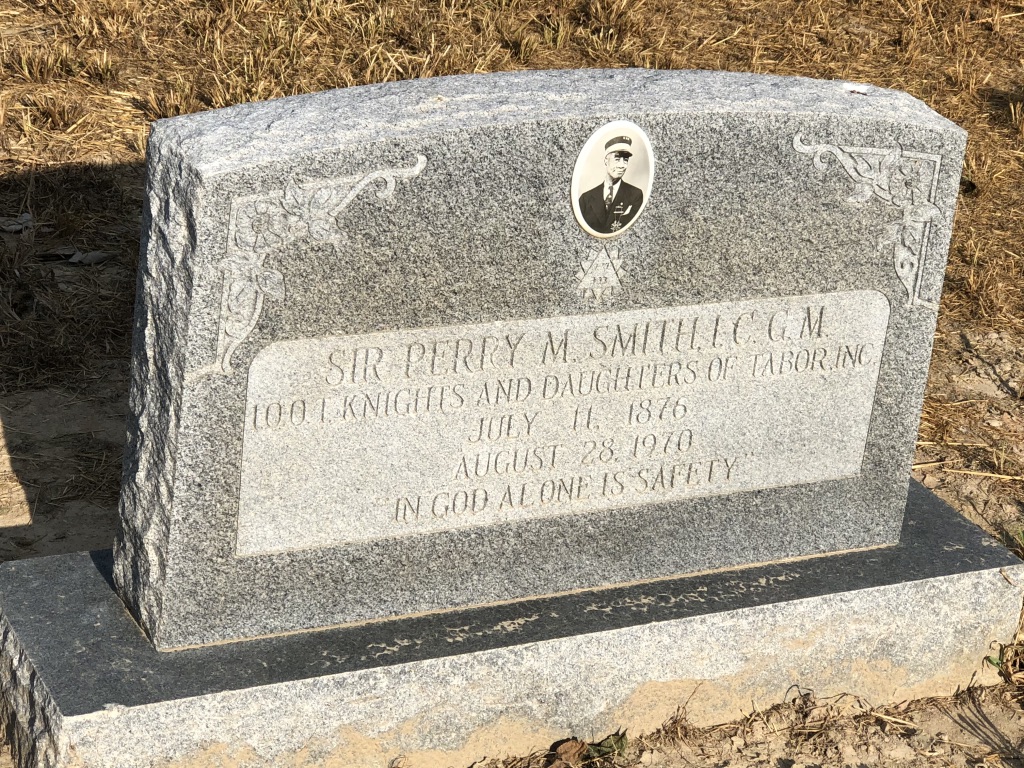 SIR PERRY M. SMITH, I.C.G.M.
I.O.O.T. KNIGHTS AND DAUGHTERS OF TABOR, INC.
JULY 11, 1876
AUGUST 28, 1970
"IN GOD ALONE IS SAFETY"